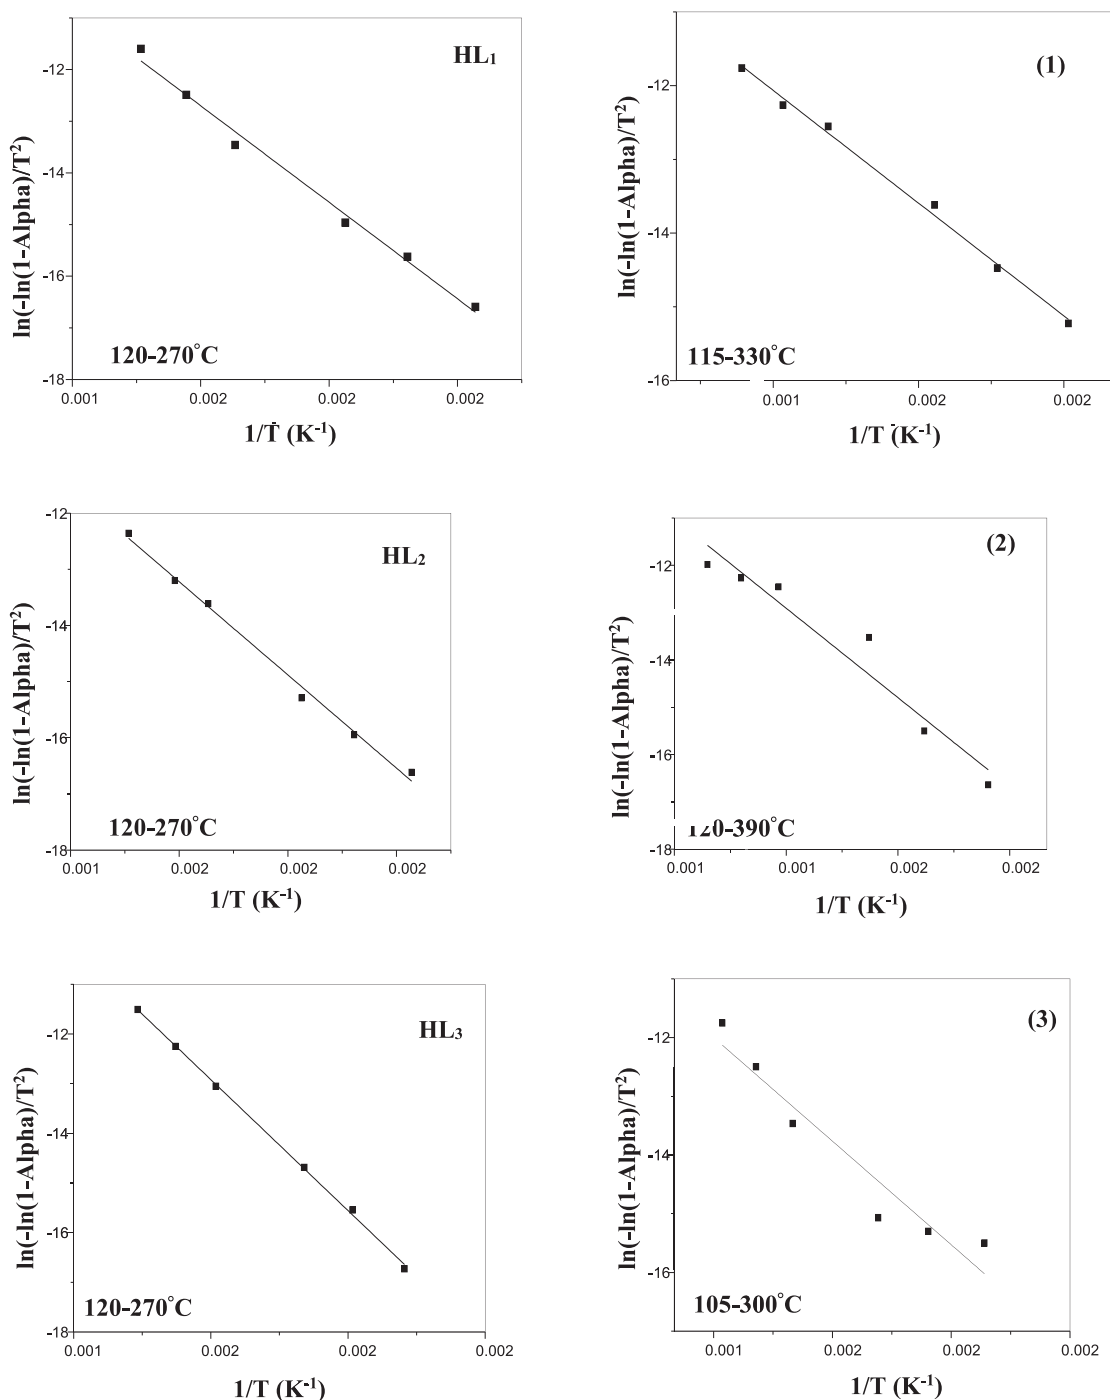 HL₁
ln(-ln(1-Alpha)/T²)
-12
-14
-16
-18
120-270°C
0.001 0.002 0.002 0.002
1/T (K⁻¹)
(1)
ln(-ln(1-Alpha)/T²)
-12
-14
-16
115-330°C
0.001 0.002 0.002
1/T (K⁻¹)
HL₂
ln(-ln(1-Alpha)/T²)
-12
-14
-16
-18
120-270°C
0.001 0.002 0.002 0.002
1/T (K⁻¹)
(2)
ln(-ln(1-Alpha)/T²)
-12
-14
-16
-18
120-390°C
0.001 0.001 0.002 0.002
1/T (K⁻¹)
HL₃
ln(-ln(1-Alpha)/T²)
-12
-14
-16
-18
120-270°C
0.001 0.002 0.002 0.002
1/T (K⁻¹)
(3)
ln(-ln(1-Alpha)/T²)
-12
-14
-16
105-300°C
0.001 0.002 0.002 0.002
1/T (K⁻¹)